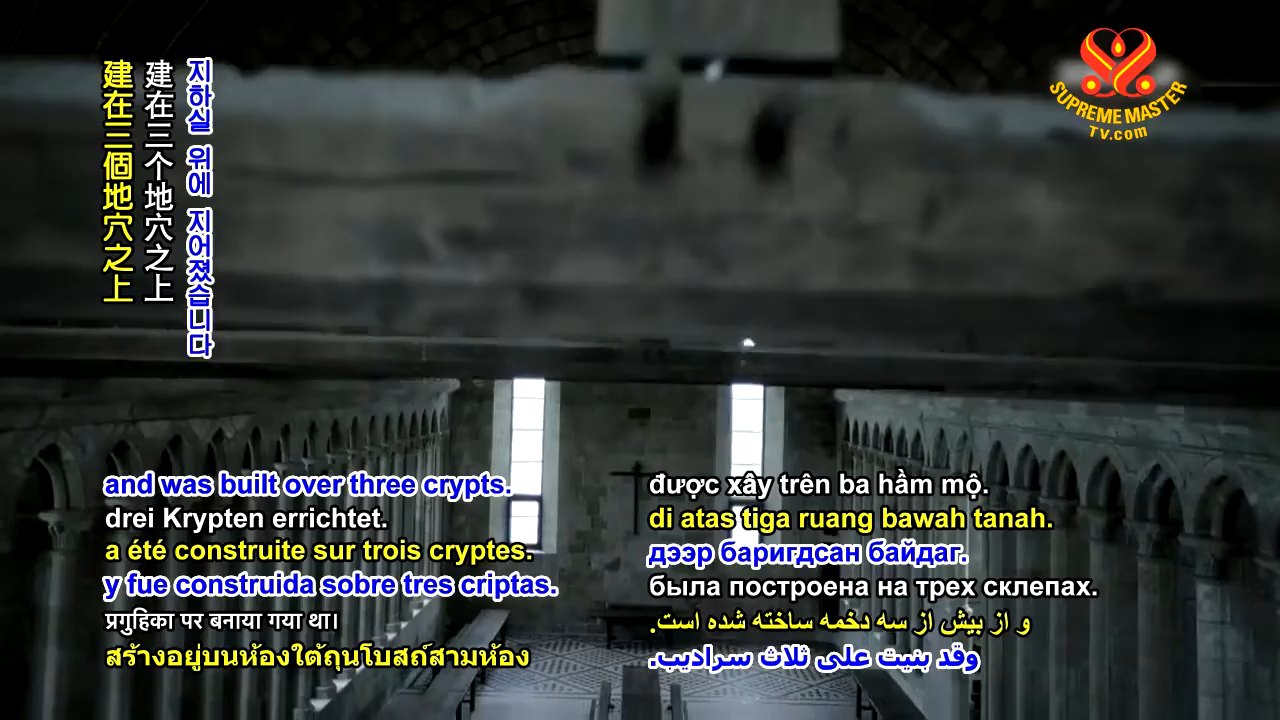 建在三個地穴之上
建在三个地穴之上
지하실 위에 지어졌습니다
SUPREME MASTER
TV.com
and was built over three crypts.
drei Krypten errichtet.
a été construite sur trois cryptes.
y fue construida sobre tres criptas.
प्रगुहिका पर बनाया गया था।
สร้างอยู่บนห้องใต้ถุนโบสถ์สามห้อง
được xây trên ba hầm mộ.
di atas tiga ruang bawah tanah.
дээр баригдсан байдаг.
была построена на трех склепах.
و از بیش از سه دخمه ساخته شده است.
وقد بنيت على ثلاث سراديب.